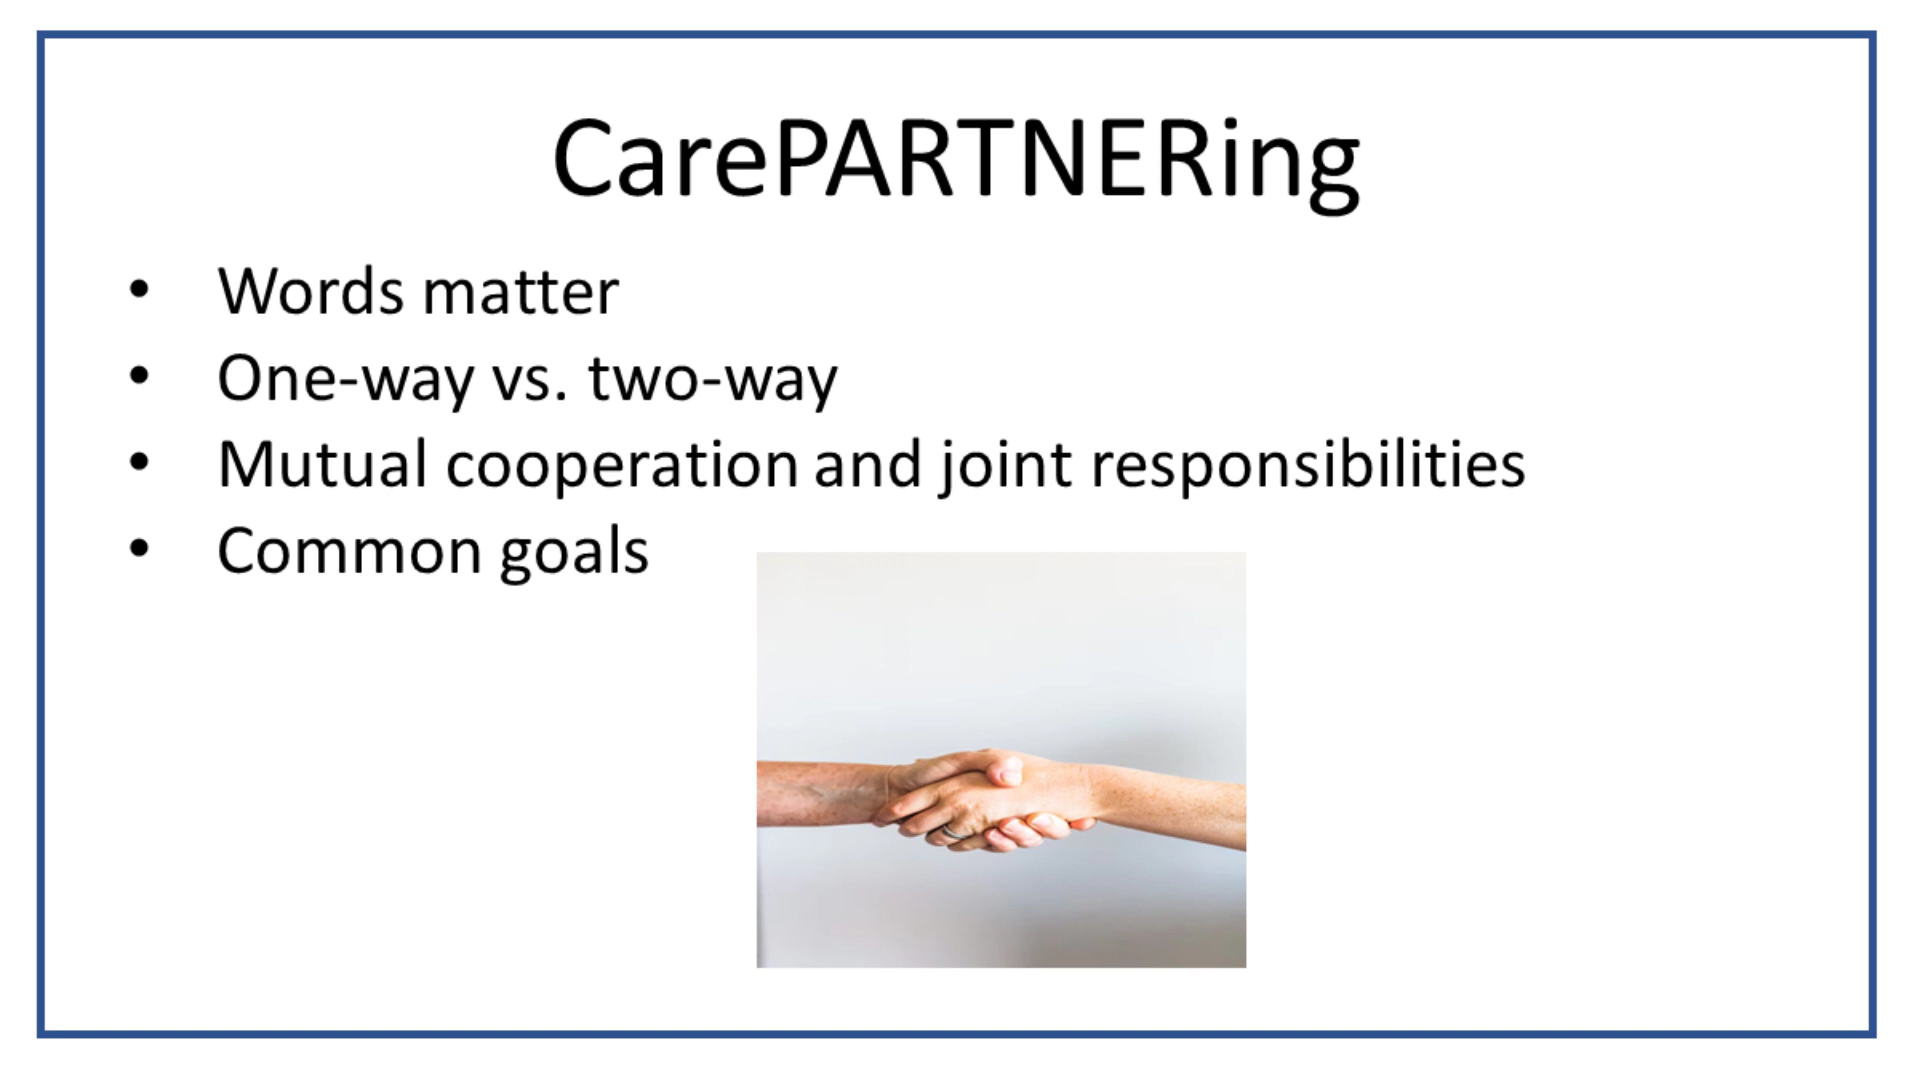 CarePARTNERing
• Words matter
• One-way vs. two-way
• Mutual cooperation and joint responsibilities
• Common goals